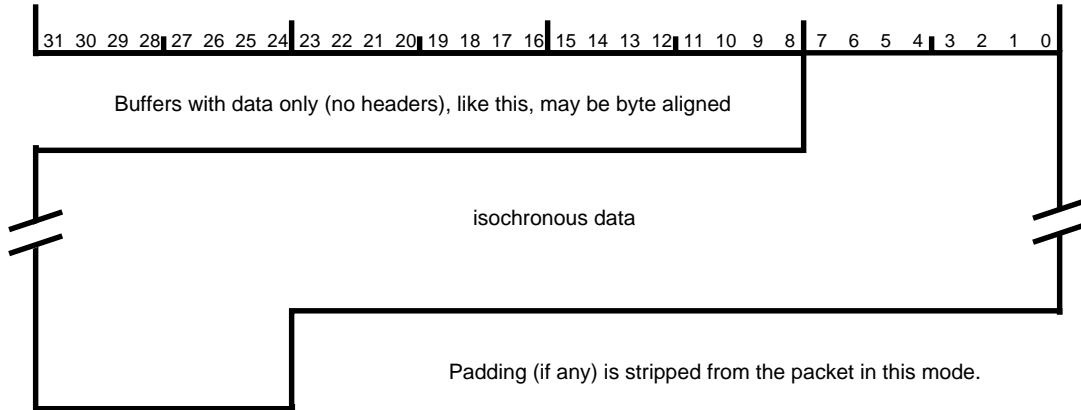 31 30 29 28 27 26 25 24 23 22 21 20 19 18 17 16 15 14 13 12 11 10 9 8 7 6 5 4 3 2 1 0
Buffers with data only (no headers), like this, may be byte aligned
isochronous data
Padding (if any) is stripped from the packet in this mode.